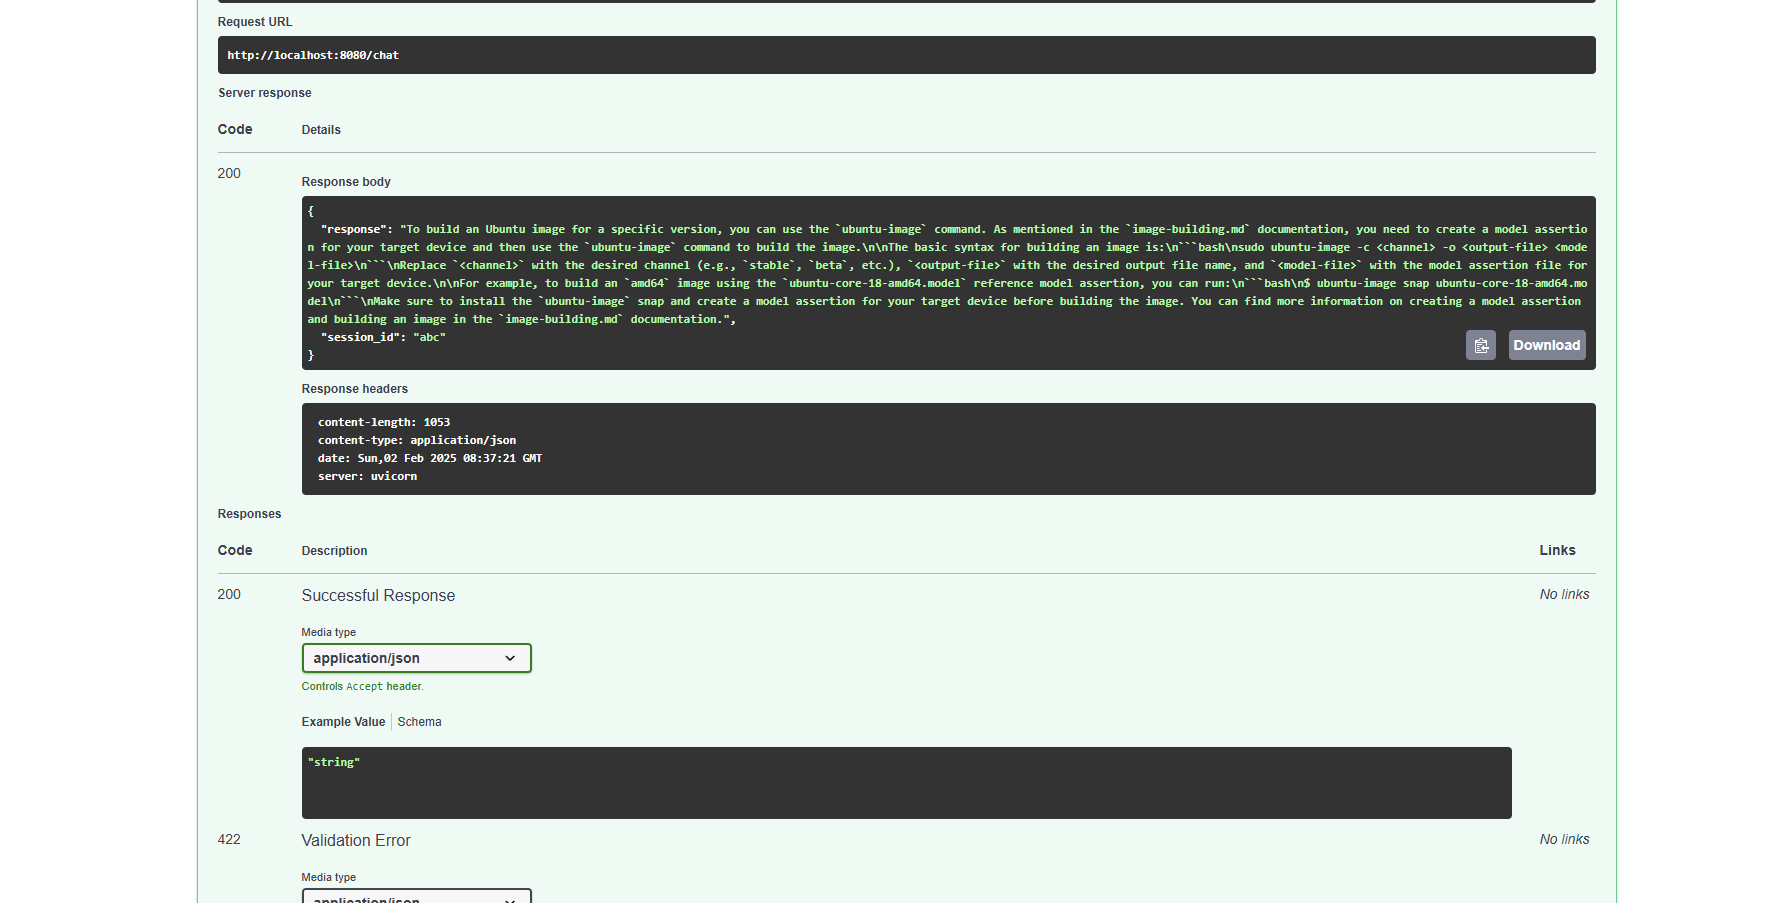 Request URL
http://localhost:8080/chat
Server response
Code Details
200
Response body
{
"response": "To build an Ubuntu image for a specific version, you can use the `ubuntu-image` command. As mentioned in the `image-building.md` documentation, you need to create a model assertio
n for your target device and then use the `ubuntu-image` command to build the image.\n\nThe basic syntax for building an image is:\n```bash\nsudo ubuntu-image -c <channel> -o <output-file> <mode
l-file>\n```\nReplace `<channel>` with the desired channel (e.g., `stable`, `beta`, etc.), `<output-file>` with the desired output file name, and `<model-file>` with the model assertion file for
your target device.\n\nFor example, to build an `amd64` image using the `ubuntu-core-18-amd64.model` reference model assertion, you can run:\n```bash\n$ ubuntu-image snap ubuntu-core-18-amd64.mo
del\n```\nMake sure to install the `ubuntu-image` snap and create a model assertion for your target device before building the image. You can find more information on creating a model assertion
and building an image in the `image-building.md` documentation.",
"session_id": "abc"
}
Download
Response headers
content-length: 1053
content-type: application/json
date: Sun,02 Feb 2025 08:37:21 GMT
server: uvicorn
Responses
Code Description Links
200 Successful Response No links
Media type
application/json
Controls Accept header.
Example Value Schema
"string"
422 Validation Error No links
Media type
application/json